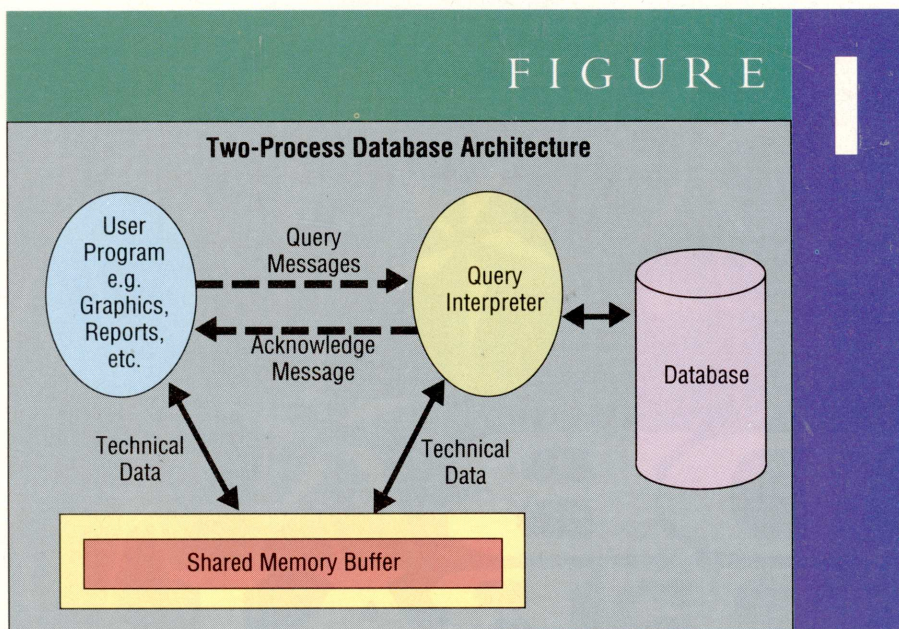 FIGURE
1
Two-Process Database Architecture
User
Program
e.g.
Graphics,
Reports,
etc.
Query
Messages
Acknowledge
Message
Query
Interpreter
Database
Technical
Data
Technical
Data
Shared Memory Buffer